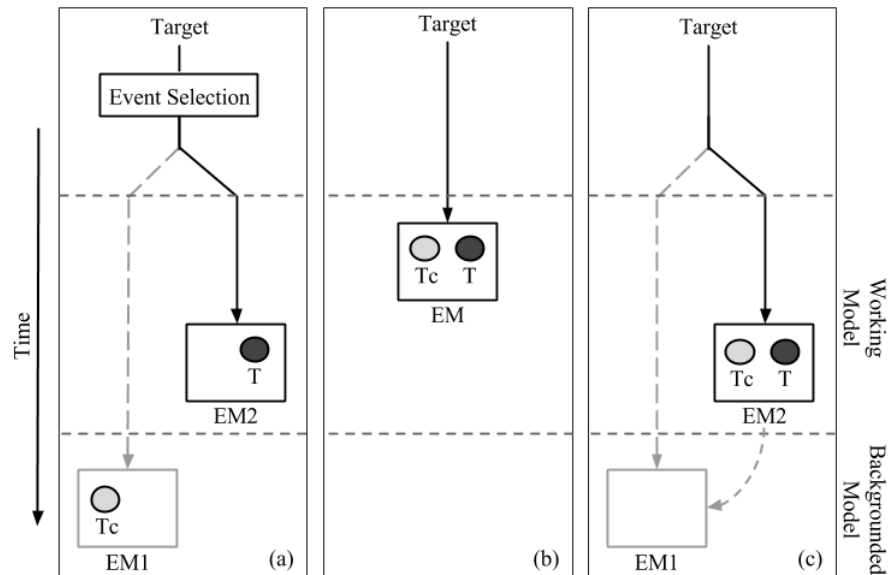 Target
Event Selection
T
EM2
Tc
EM1
(a)
Target
Tc T
EM
(b)
Target
Tc T
EM2
EM1
(c)
Time
Working
Model
Backgrounded
Model